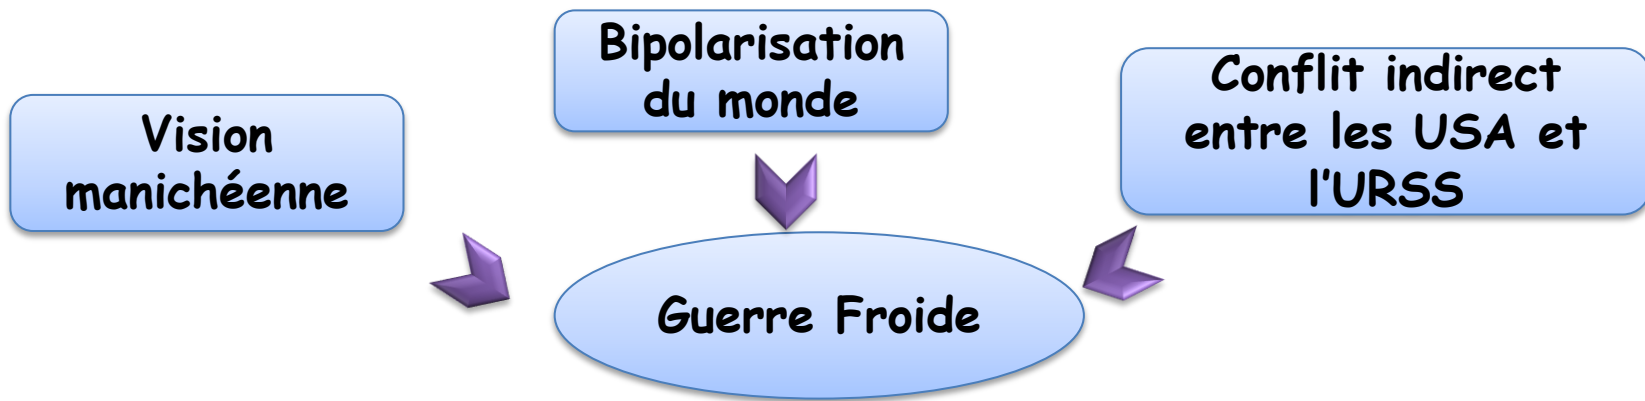 Vision
manichéenne
Bipolarisation
du monde
Conflit indirect
entre les USA et
l'URSS
Guerre Froide